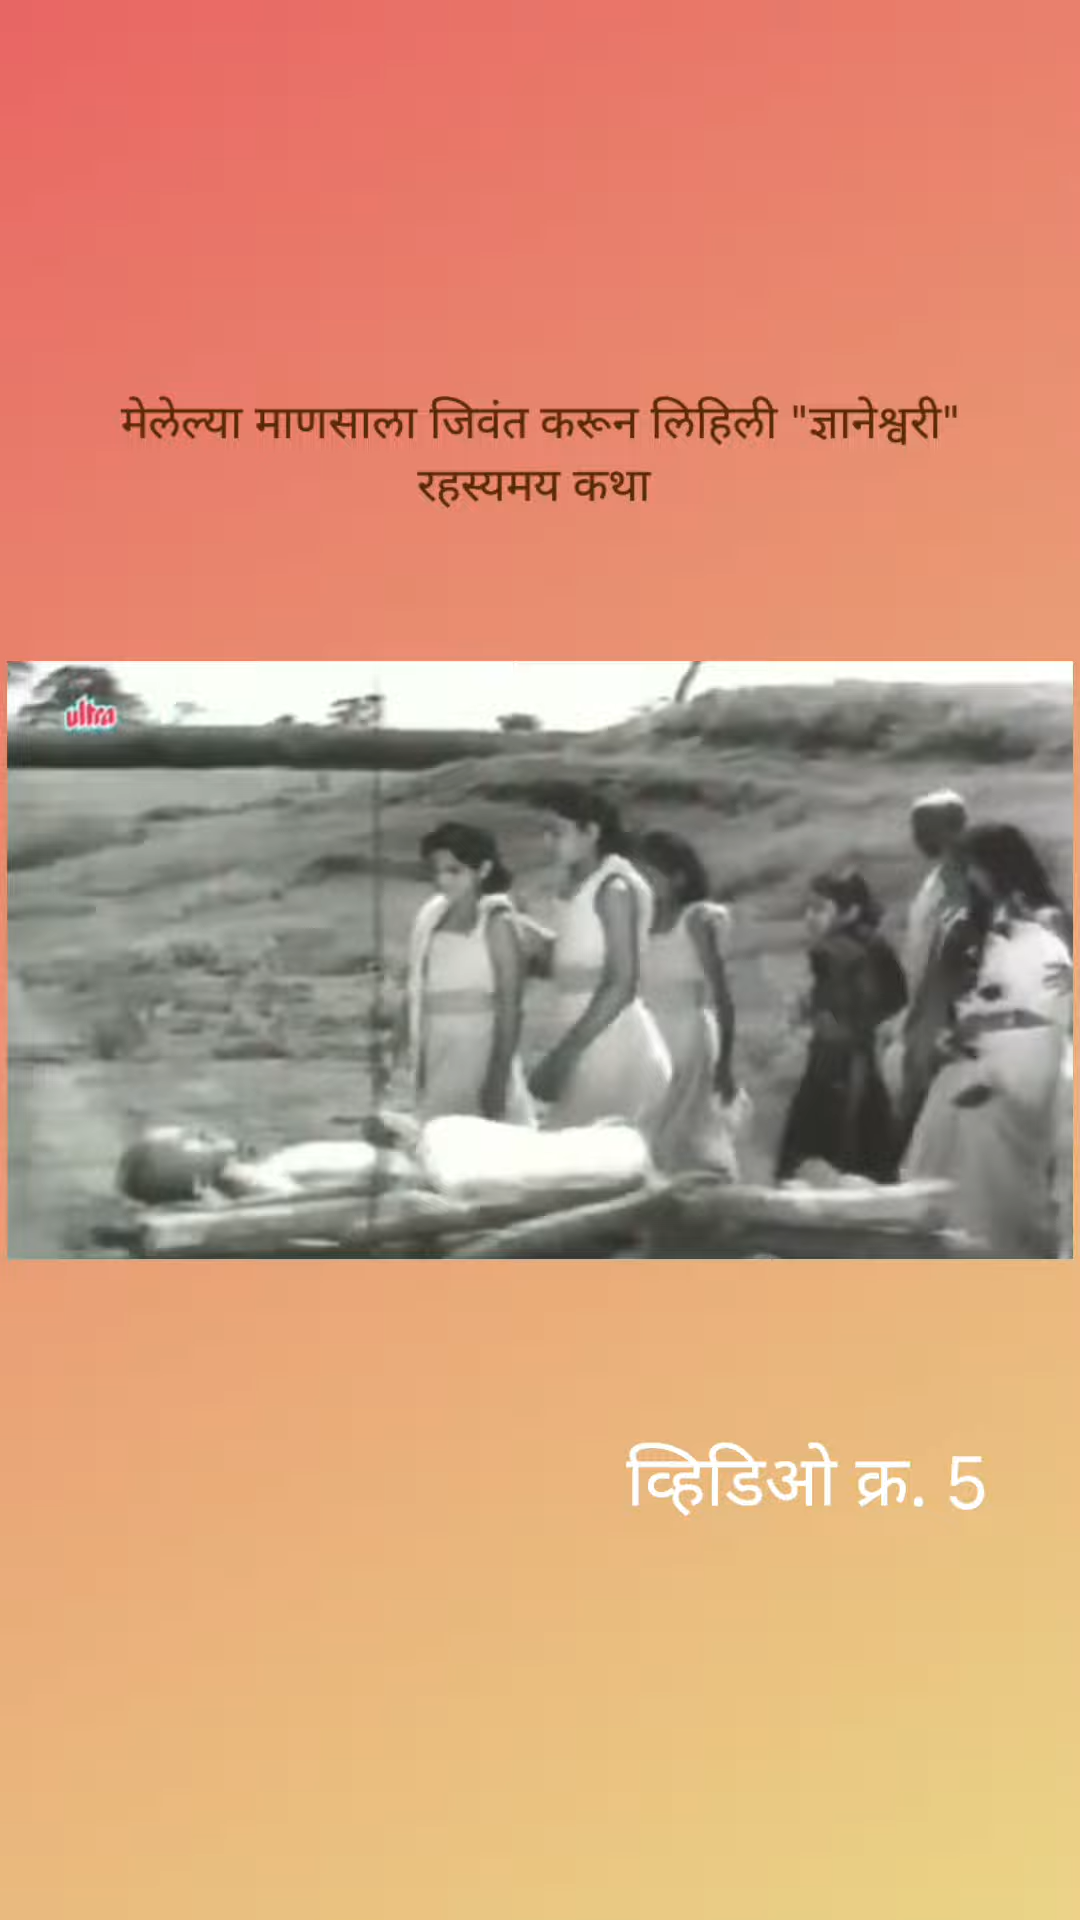 मेलेल्या माणसाला जिवंत करून लिहिली "ज्ञानेश्वरी"
रहस्यमय कथा
ultra
व्हिडिओ क्र. 5